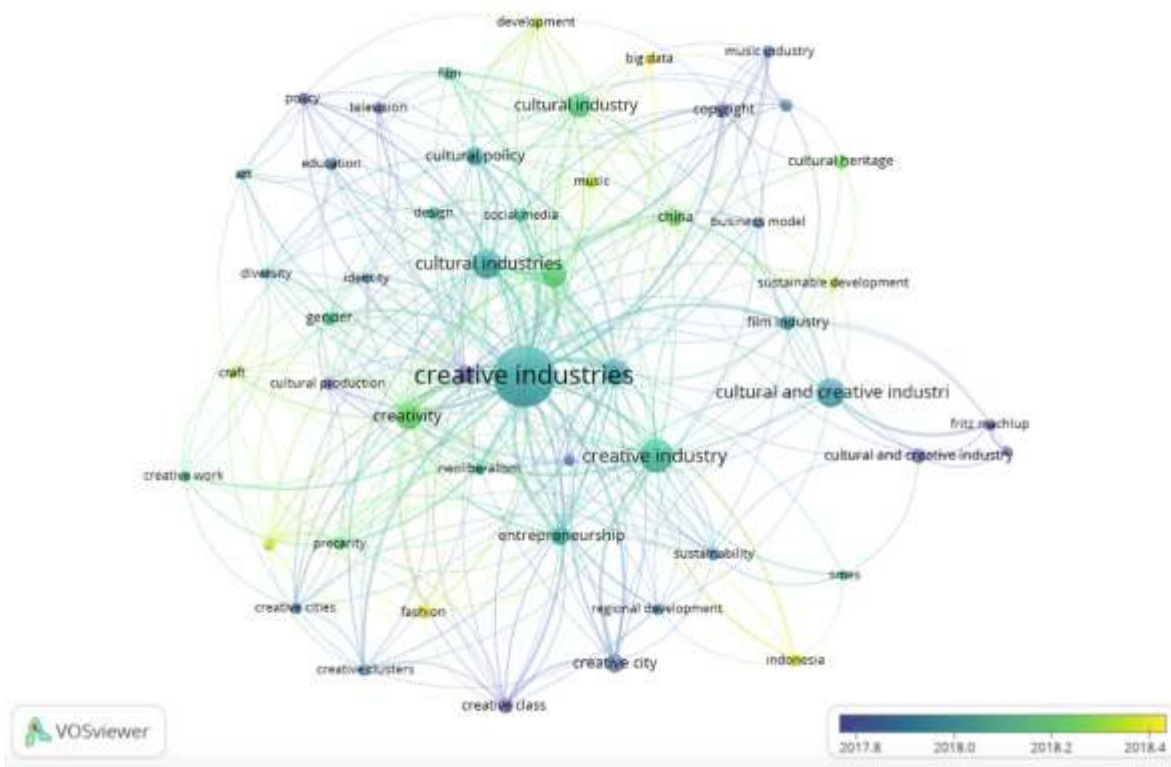 development
big data
music industry
film
policy
television
cultural industry
copyright
education
cultural policy
cultural heritage
art
music
design
social media
china
business model
cultural industries
diversity
identity
sustainable development
gender
film industry
craft
cultural production
creative industries
cultural and creative industri
creativity
fritz machlup
creative industry
cultural and creative industry
neoliberalism
creative work
entrepreneurship
precarity
sustainability
smes
creative cities
fashion
regional development
creative clusters
creative city
indonesia
creative class
VOSviewer
2017.8 2018.0 2018.2 2018.4